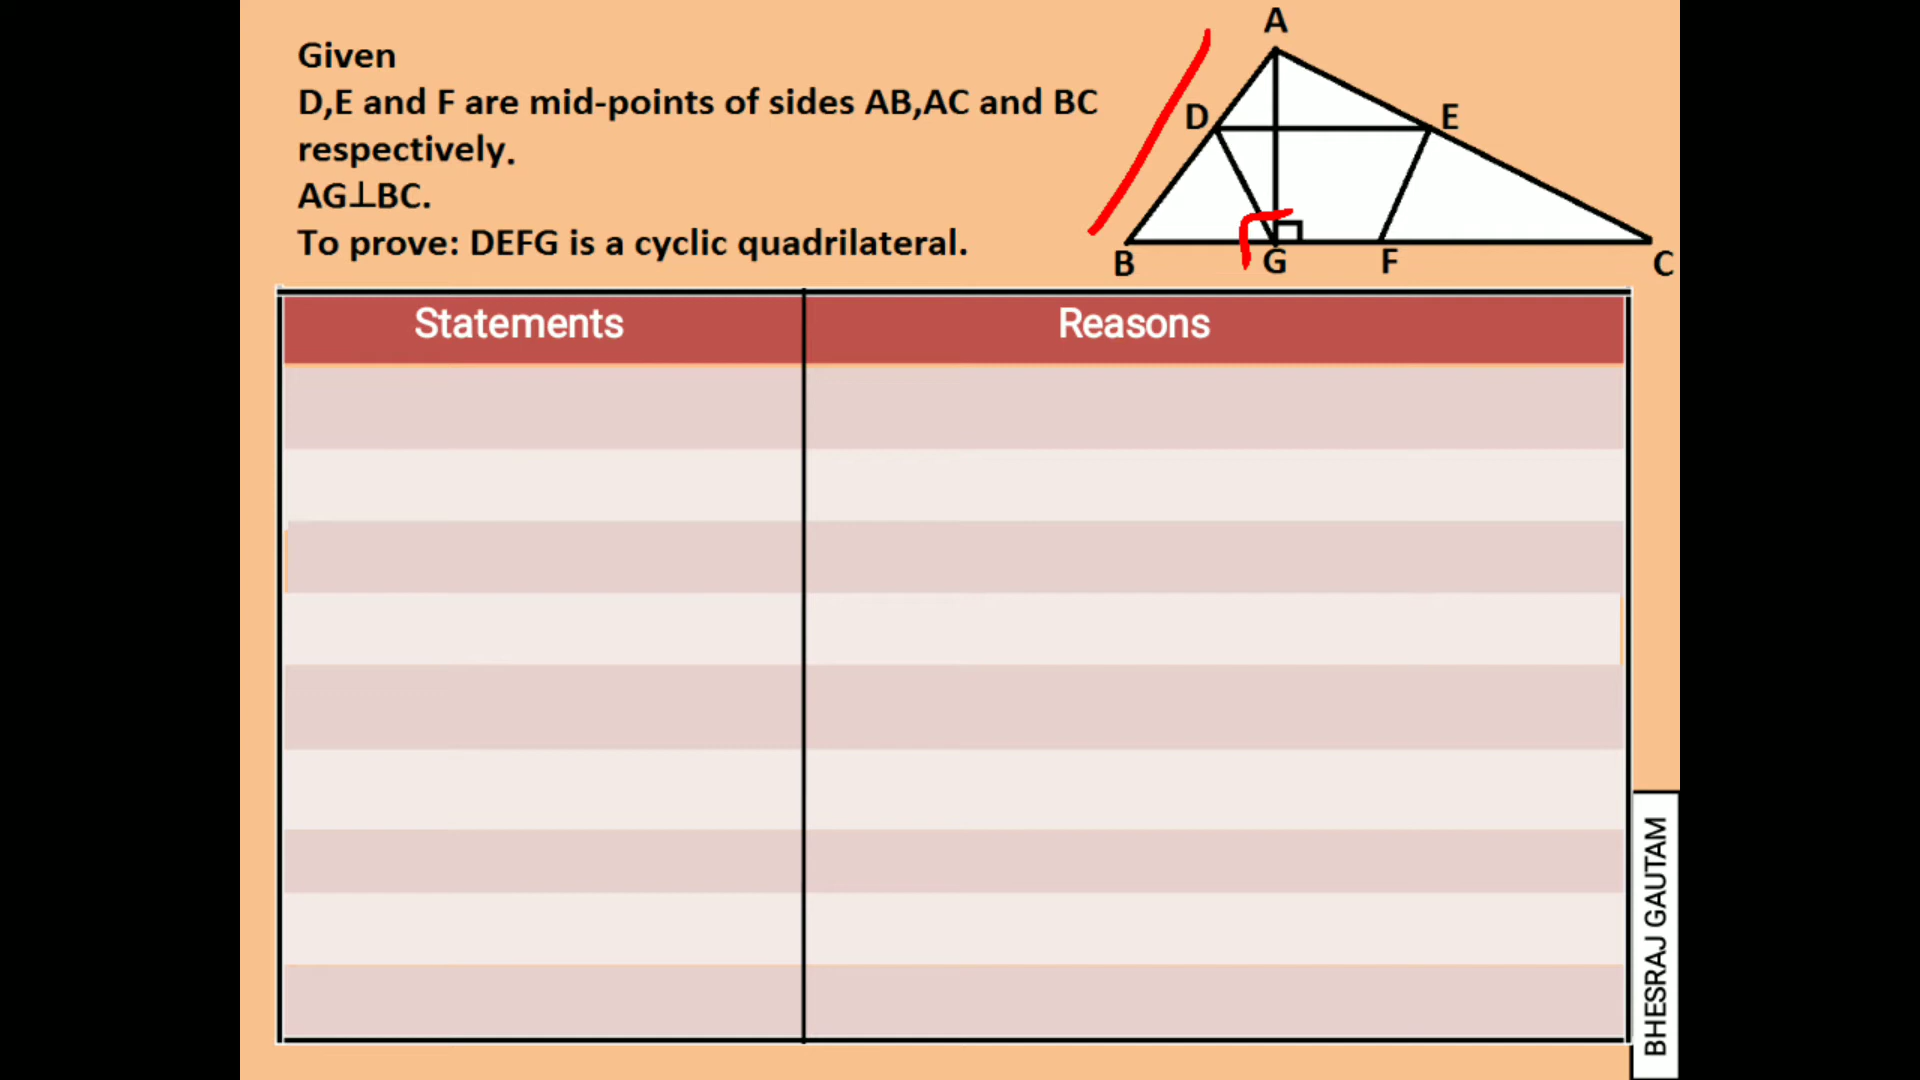 Given
D,E and F are mid-points of sides AB,AC and BC
respectively.
AG⊥BC.
To prove: DEFG is a cyclic quadrilateral.
A
D
E
B
G
F
C
Statements
Reasons
BHESRAJ GAUTAM